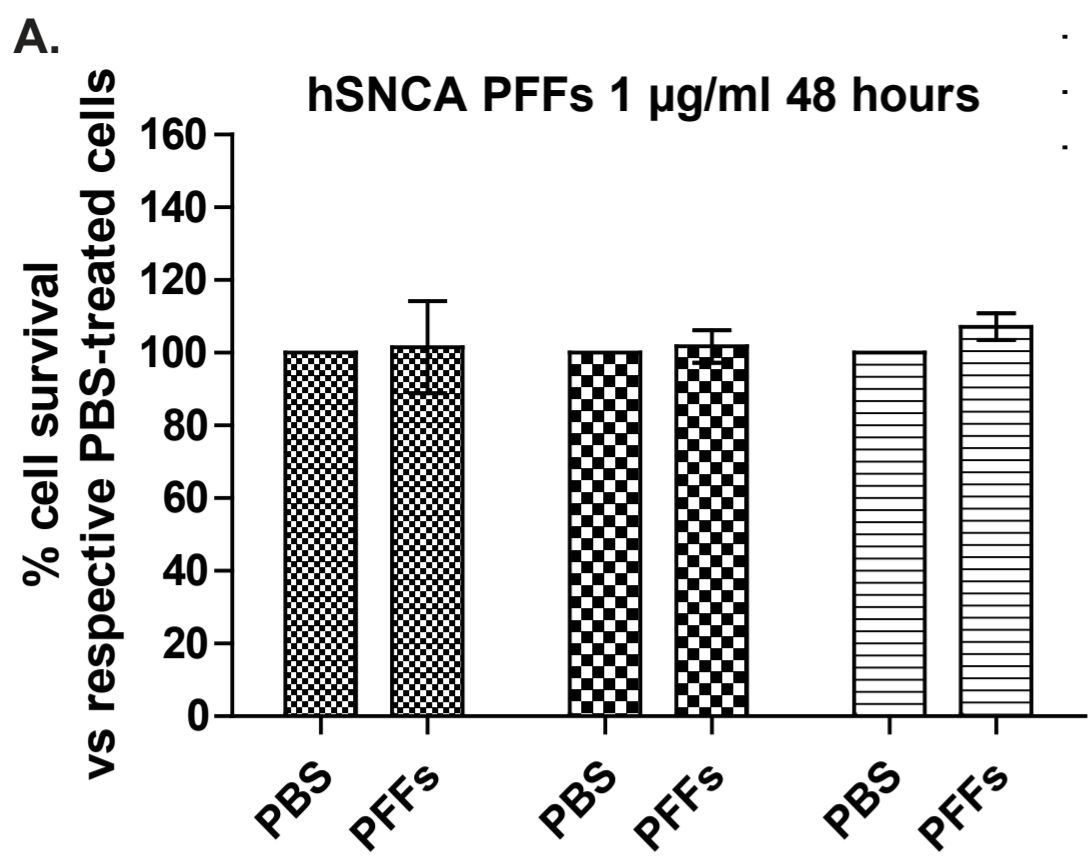 A.
hSNCA PFFs 1 µg/ml 48 hours
% cell survival
vs respective PBS-treated cells
160
140
120
100
80
60
40
20
0
PBS
PFFs
PBS
PFFs
PBS
PFFs